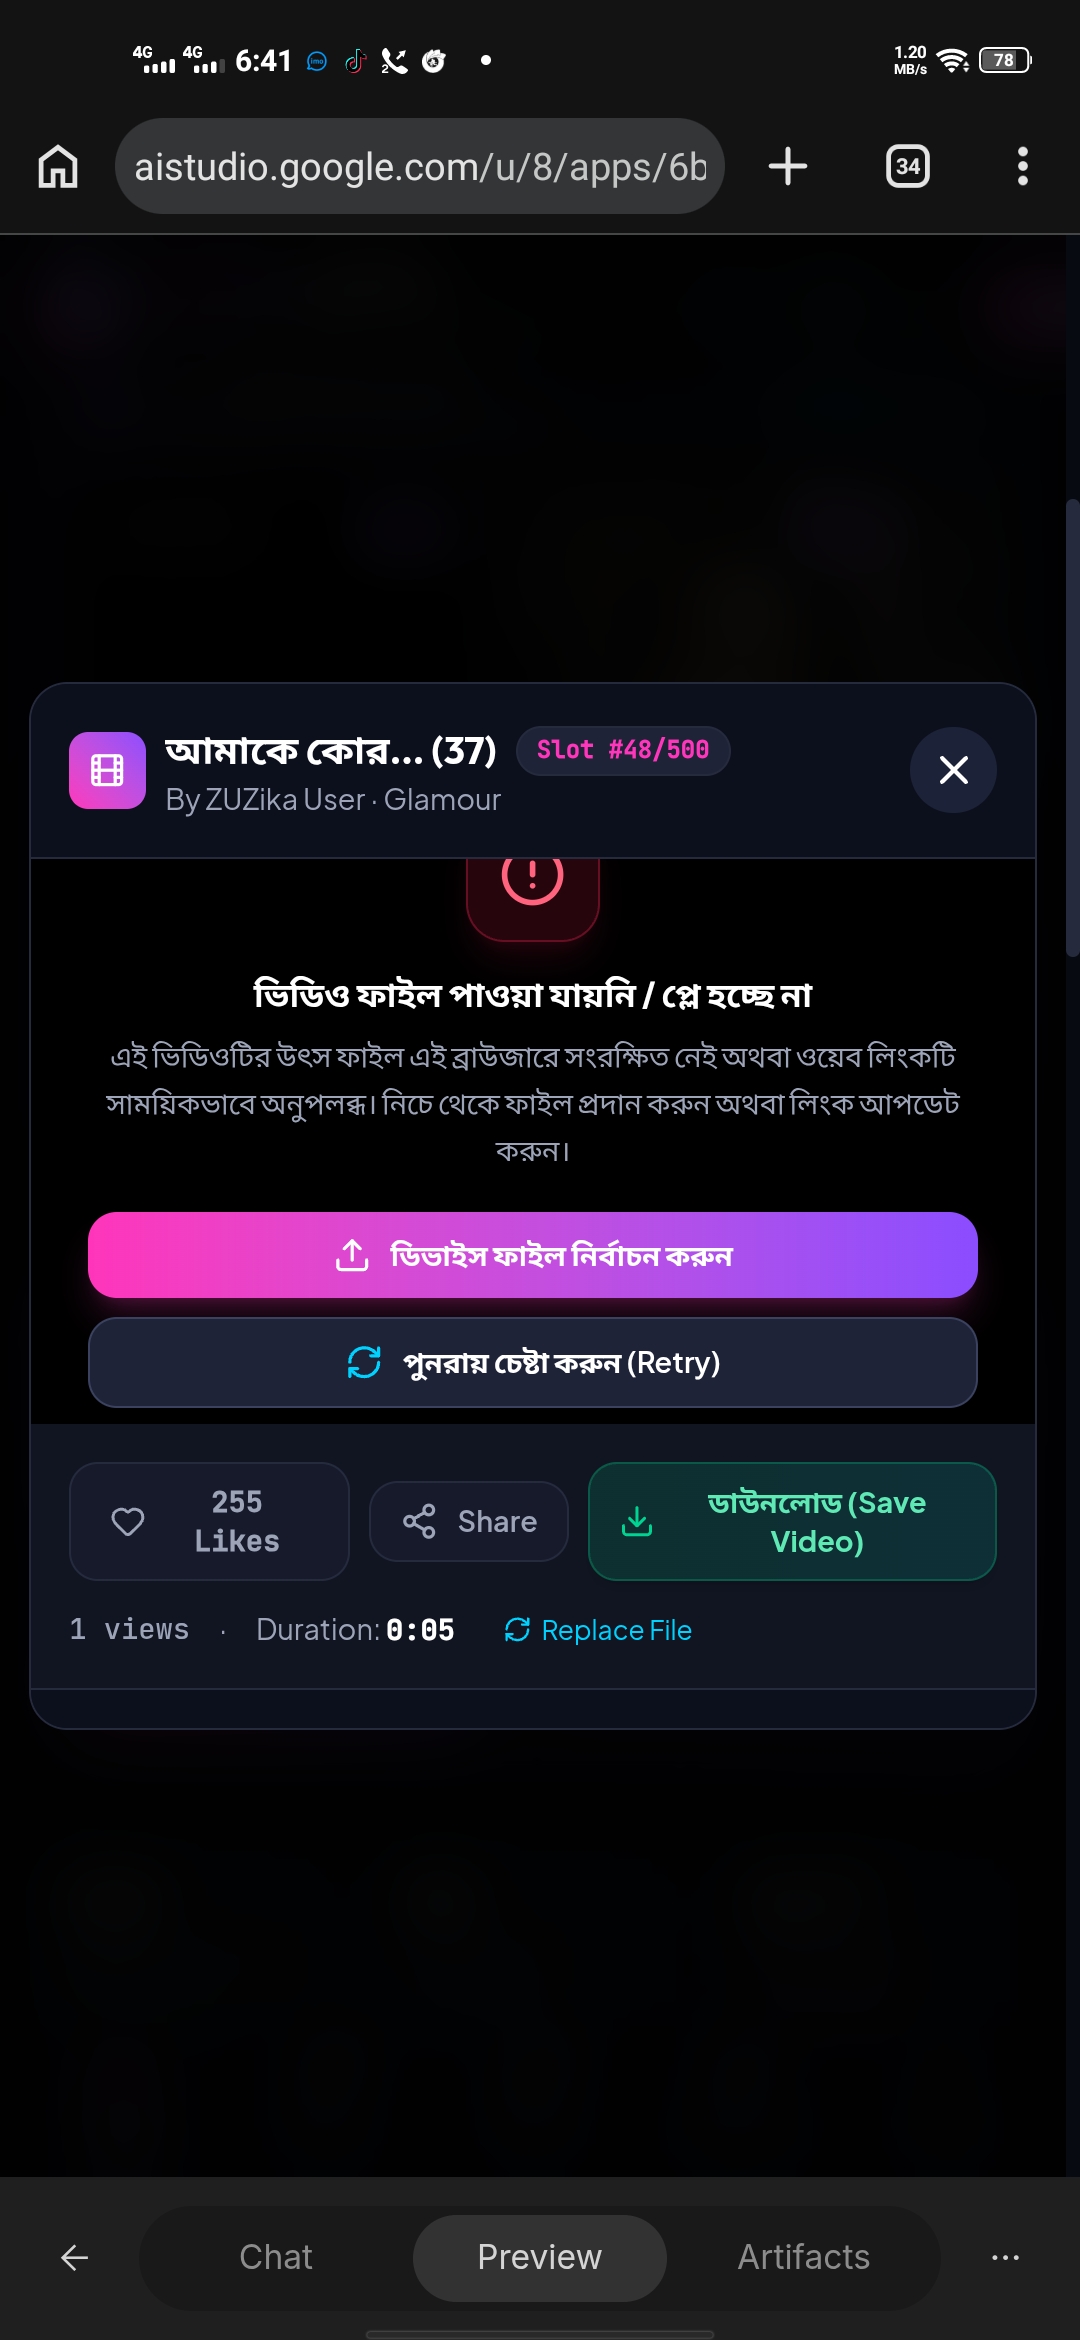 4G 4G 6:41 imo 2 1.20 MB/s 78
aistudio.google.com/u/8/apps/6b
34
আমাকে কোর... (37) Slot #48/500
By ZUZika User · Glamour
ভিডিও ফাইল পাওয়া যায়নি / প্লে হচ্ছে না
এই ভিডিওটির উৎস ফাইল এই ব্রাউজারে সংরক্ষিত নেই অথবা ওয়েব লিংকটি
সাময়িকভাবে অনুপলব্ধ। নিচে থেকে ফাইল প্রদান করুন অথবা লিংক আপডেট
করুন।
ডিভাইস ফাইল নির্বাচন করুন
পুনরায় চেষ্টা করুন (Retry)
255
Likes
Share
ডাউনলোড (Save
Video)
1 views · Duration: 0:05 Replace File
Chat Preview Artifacts